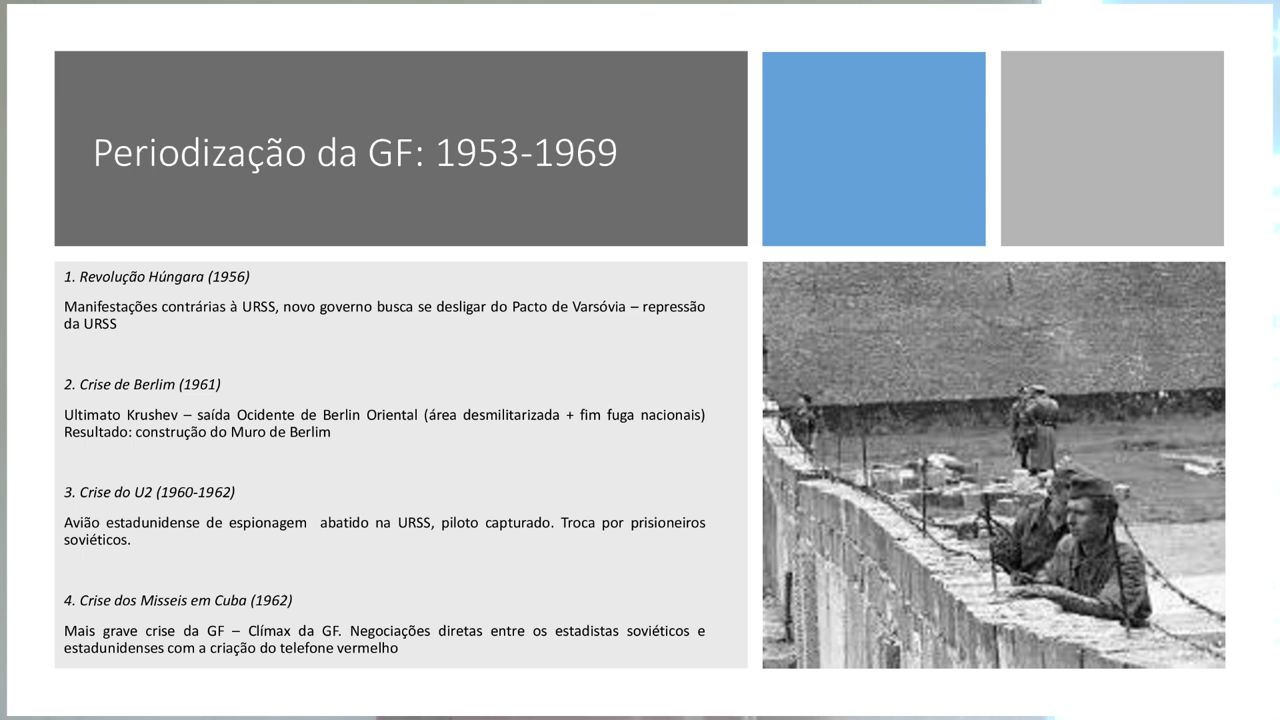 Periodização da GF: 1953-1969
1. Revolução Húngara (1956)
Manifestações contrárias à URSS, novo governo busca se desligar do Pacto de Varsóvia – repressão
da URSS
2. Crise de Berlim (1961)
Ultimato Krushev – saída Ocidente de Berlin Oriental (área desmilitarizada + fim fuga nacionais)
Resultado: construção do Muro de Berlim
3. Crise do U2 (1960-1962)
Avião estadunidense de espionagem abatido na URSS, piloto capturado. Troca por prisioneiros
soviéticos.
4. Crise dos Misseis em Cuba (1962)
Mais grave crise da GF – Clímax da GF. Negociações diretas entre os estadistas soviéticos e
estadunidenses com a criação do telefone vermelho